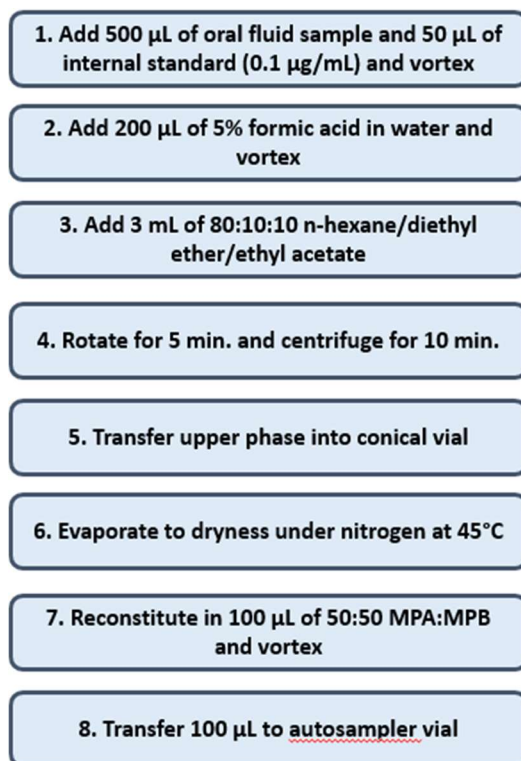 1. Add 500 µL of oral fluid sample and 50 µL of
internal standard (0.1 µg/mL) and vortex
2. Add 200 µL of 5% formic acid in water and
vortex
3. Add 3 mL of 80:10:10 n-hexane/diethyl
ether/ethyl acetate
4. Rotate for 5 min. and centrifuge for 10 min.
5. Transfer upper phase into conical vial
6. Evaporate to dryness under nitrogen at 45°C
7. Reconstitute in 100 µL of 50:50 MPA:MPB
and vortex
8. Transfer 100 µL to autosampler vial